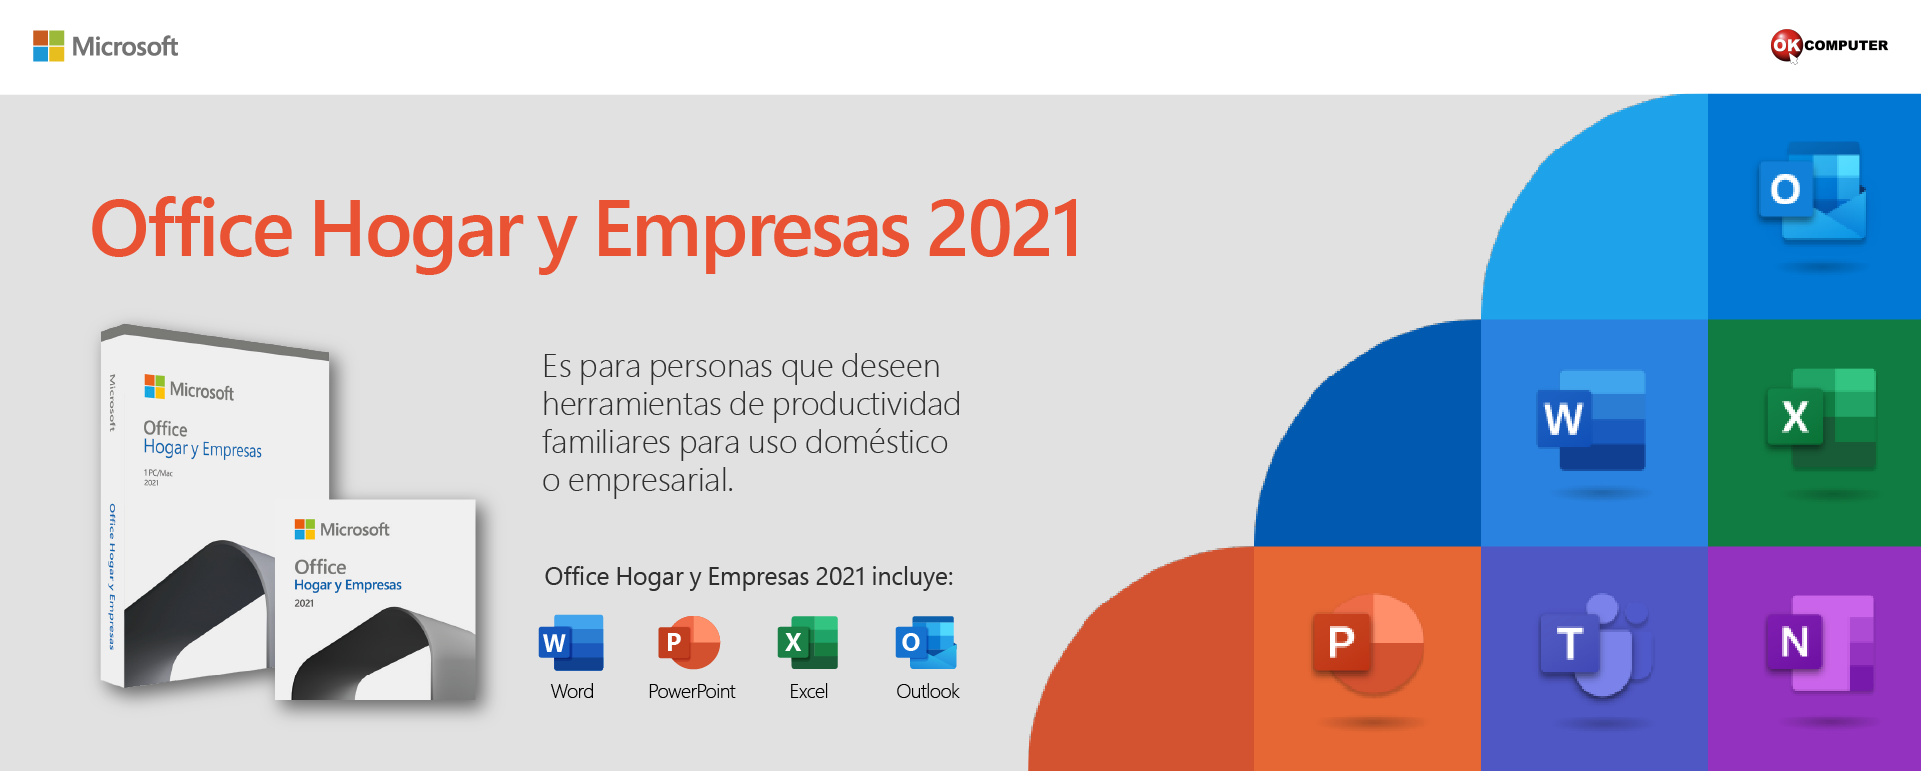 Microsoft
OK COMPUTER
Office Hogar y Empresas 2021
Microsoft
Office Hogar y Empresas
Microsoft
Office
Hogar y Empresas
1 PC/Mac
2021
Microsoft
Office
Hogar y Empresas
2021
Es para personas que deseen
herramientas de productividad
familiares para uso doméstico
o empresarial.
Office Hogar y Empresas 2021 incluye:
W P X O
Word PowerPoint Excel Outlook
O
W X
P T N